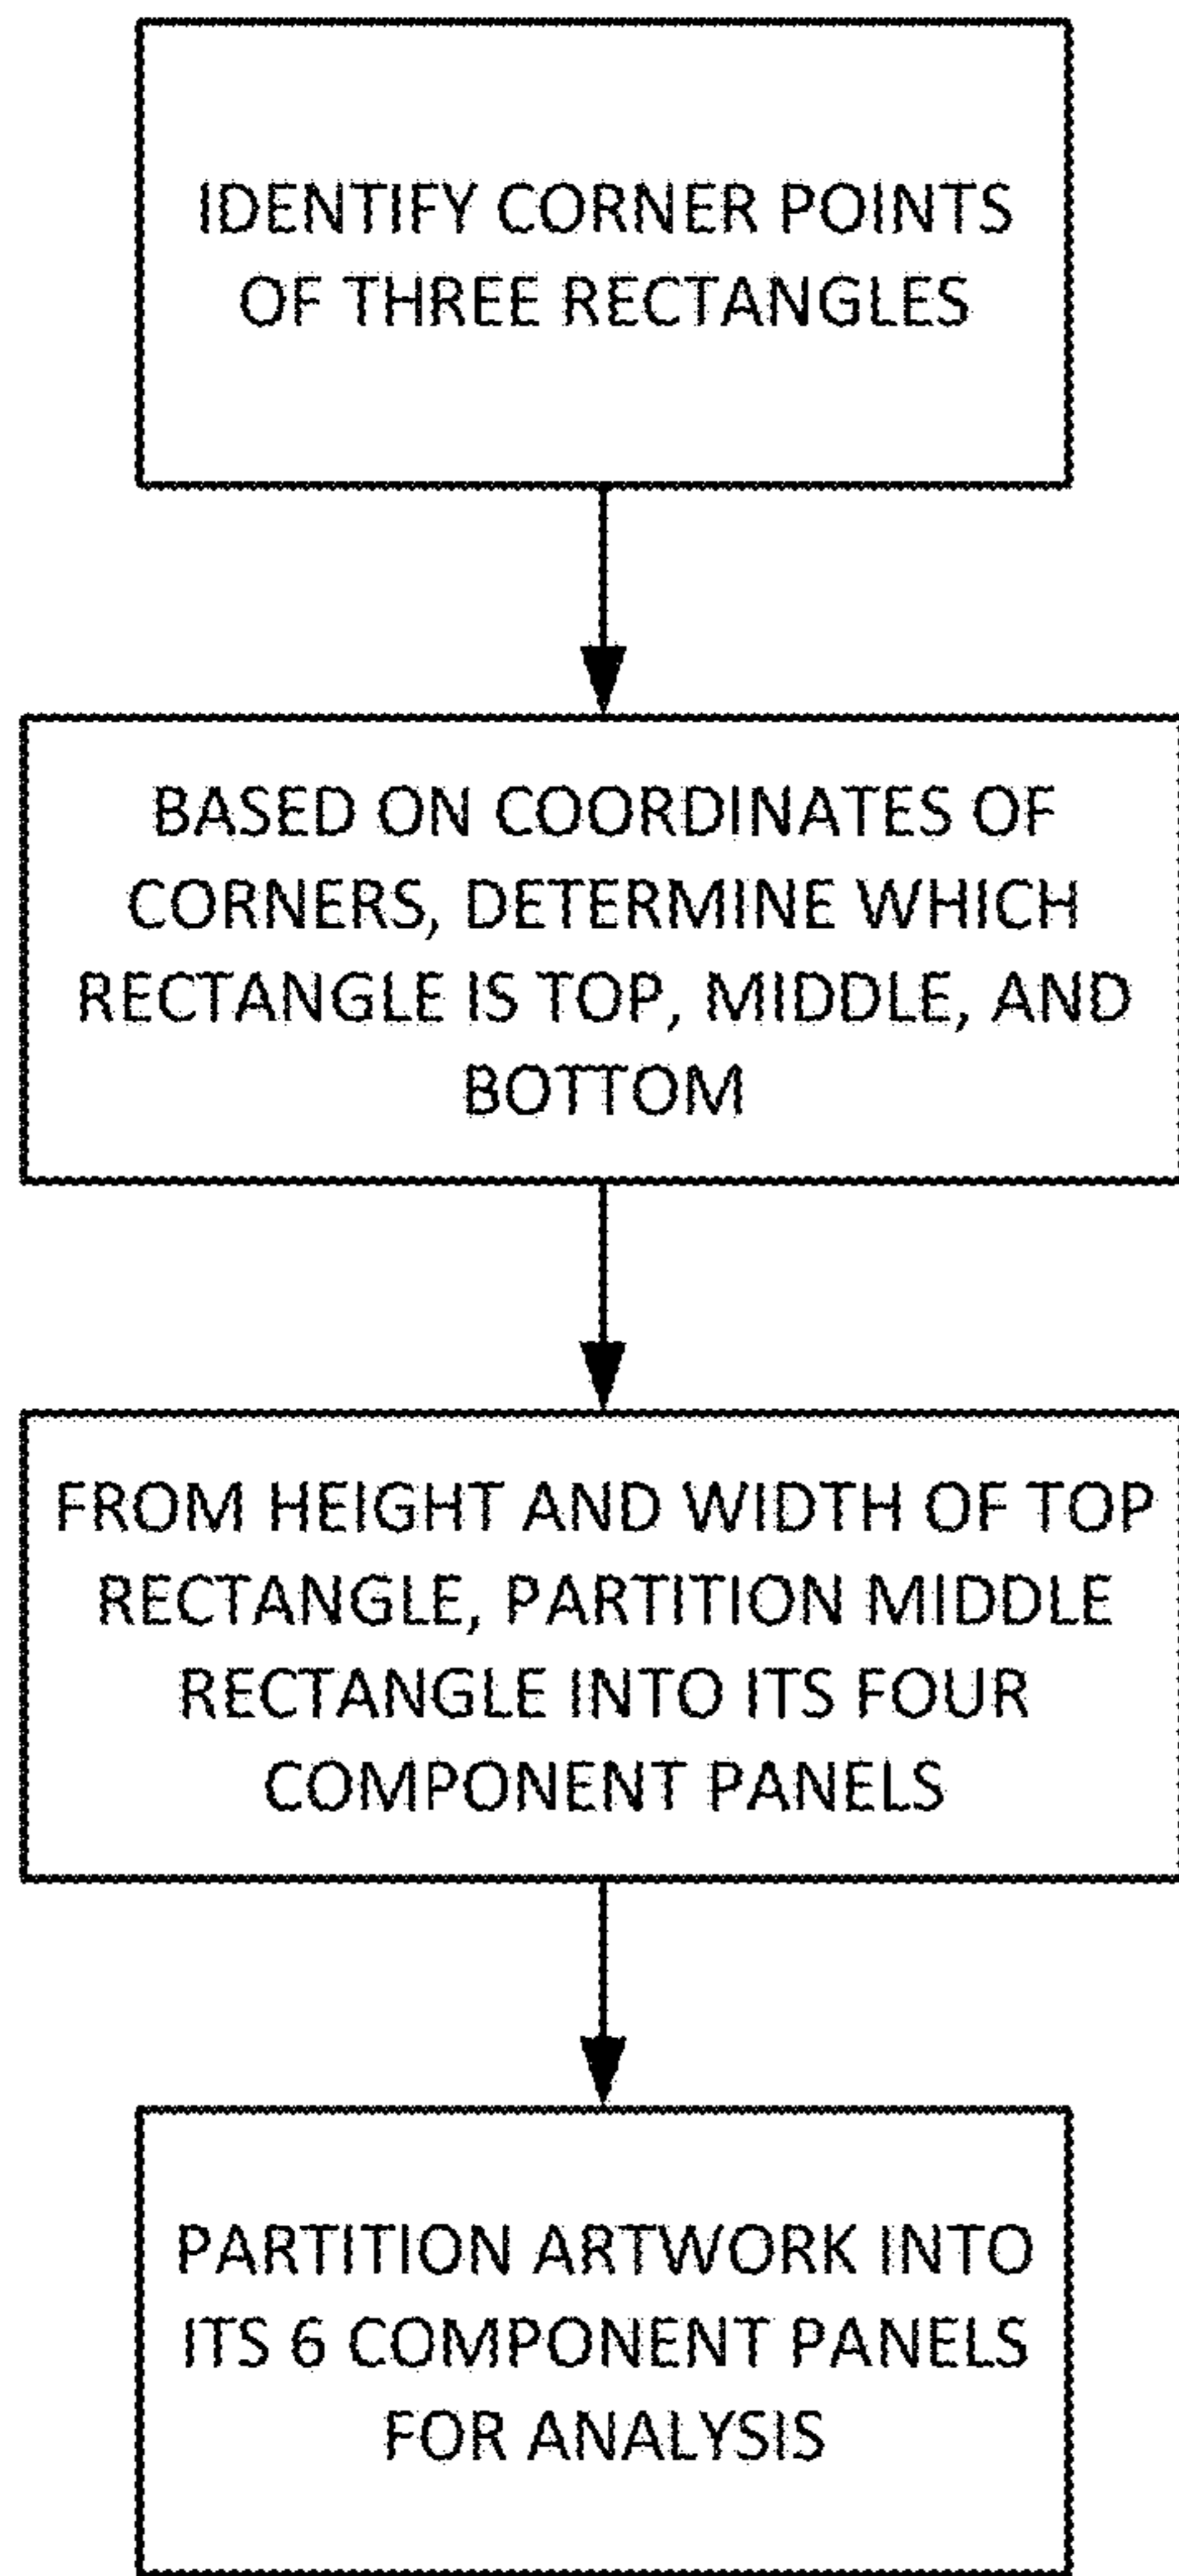 IDENTIFY CORNER POINTS
OF THREE RECTANGLES
BASED ON COORDINATES OF
CORNERS, DETERMINE WHICH
RECTANGLE IS TOP, MIDDLE, AND
BOTTOM
FROM HEIGHT AND WIDTH OF TOP
RECTANGLE, PARTITION MIDDLE
RECTANGLE INTO ITS FOUR
COMPONENT PANELS
PARTITION ARTWORK INTO
ITS 6 COMPONENT PANELS
FOR ANALYSIS